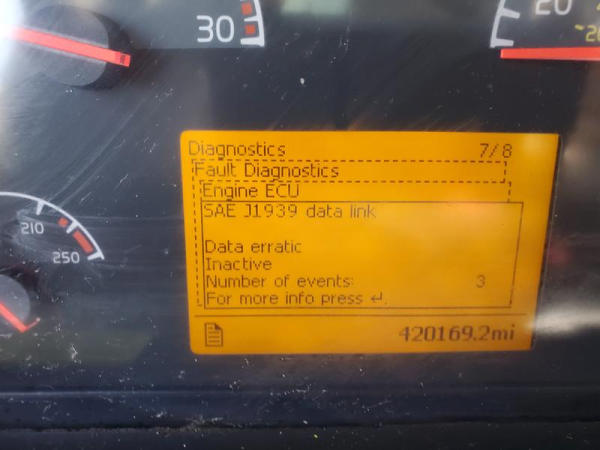 30
20
-20
210
250
Diagnostics 7/8
Fault Diagnostics
Engine ECU
SAE J1939 data link
Data erratic
Inactive
Number of events: 3
For more info press ↵.
420169.2mi